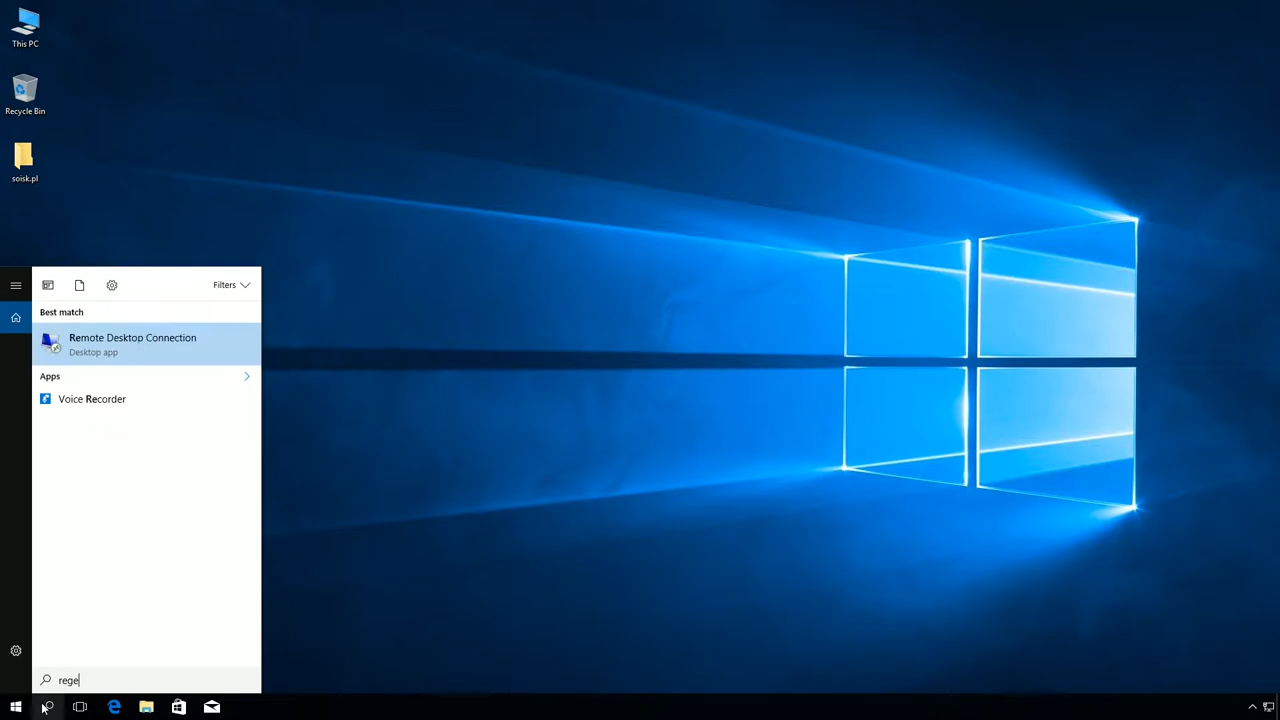 This PC
Recycle Bin
soisk.pl
Filters
Best match
Remote Desktop Connection
Desktop app
Apps
Voice Recorder
rege